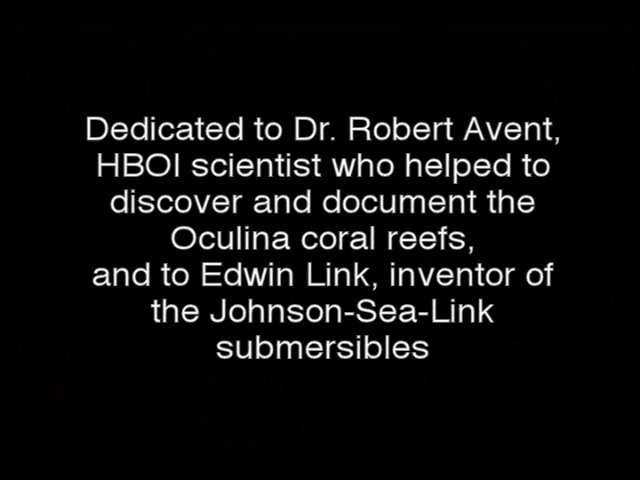 Dedicated to Dr. Robert Avent,
HBOI scientist who helped to
discover and document the
Oculina coral reefs,
and to Edwin Link, inventor of
the Johnson-Sea-Link
submersibles